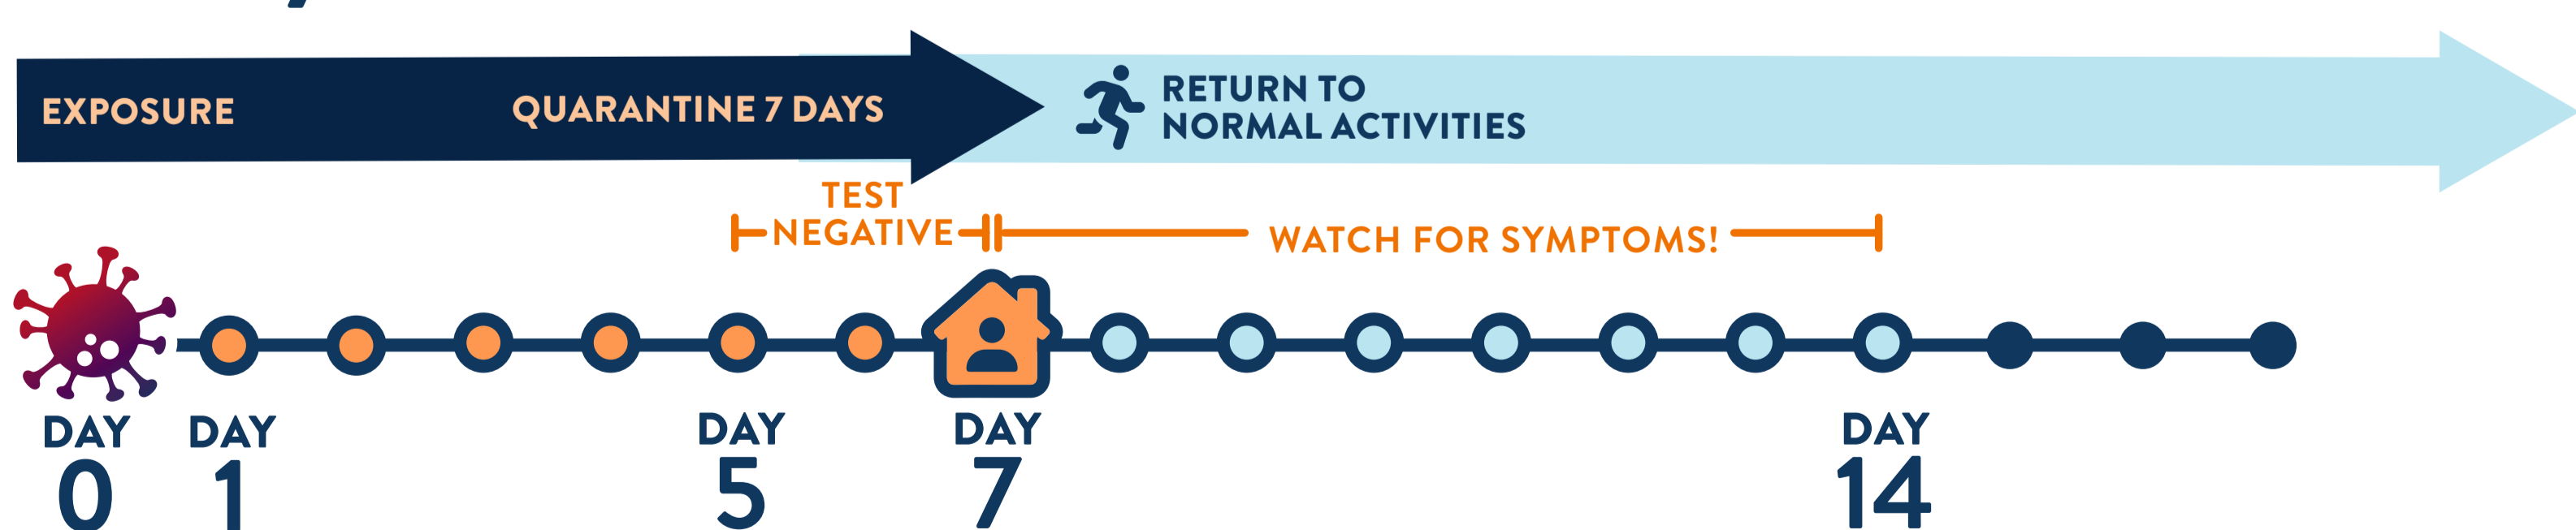 EXPOSURE
QUARANTINE 7 DAYS
RETURN TO
NORMAL ACTIVITIES
TEST
NEGATIVE
WATCH FOR SYMPTOMS!
DAY
0
DAY
1
DAY
5
DAY
7
DAY
14